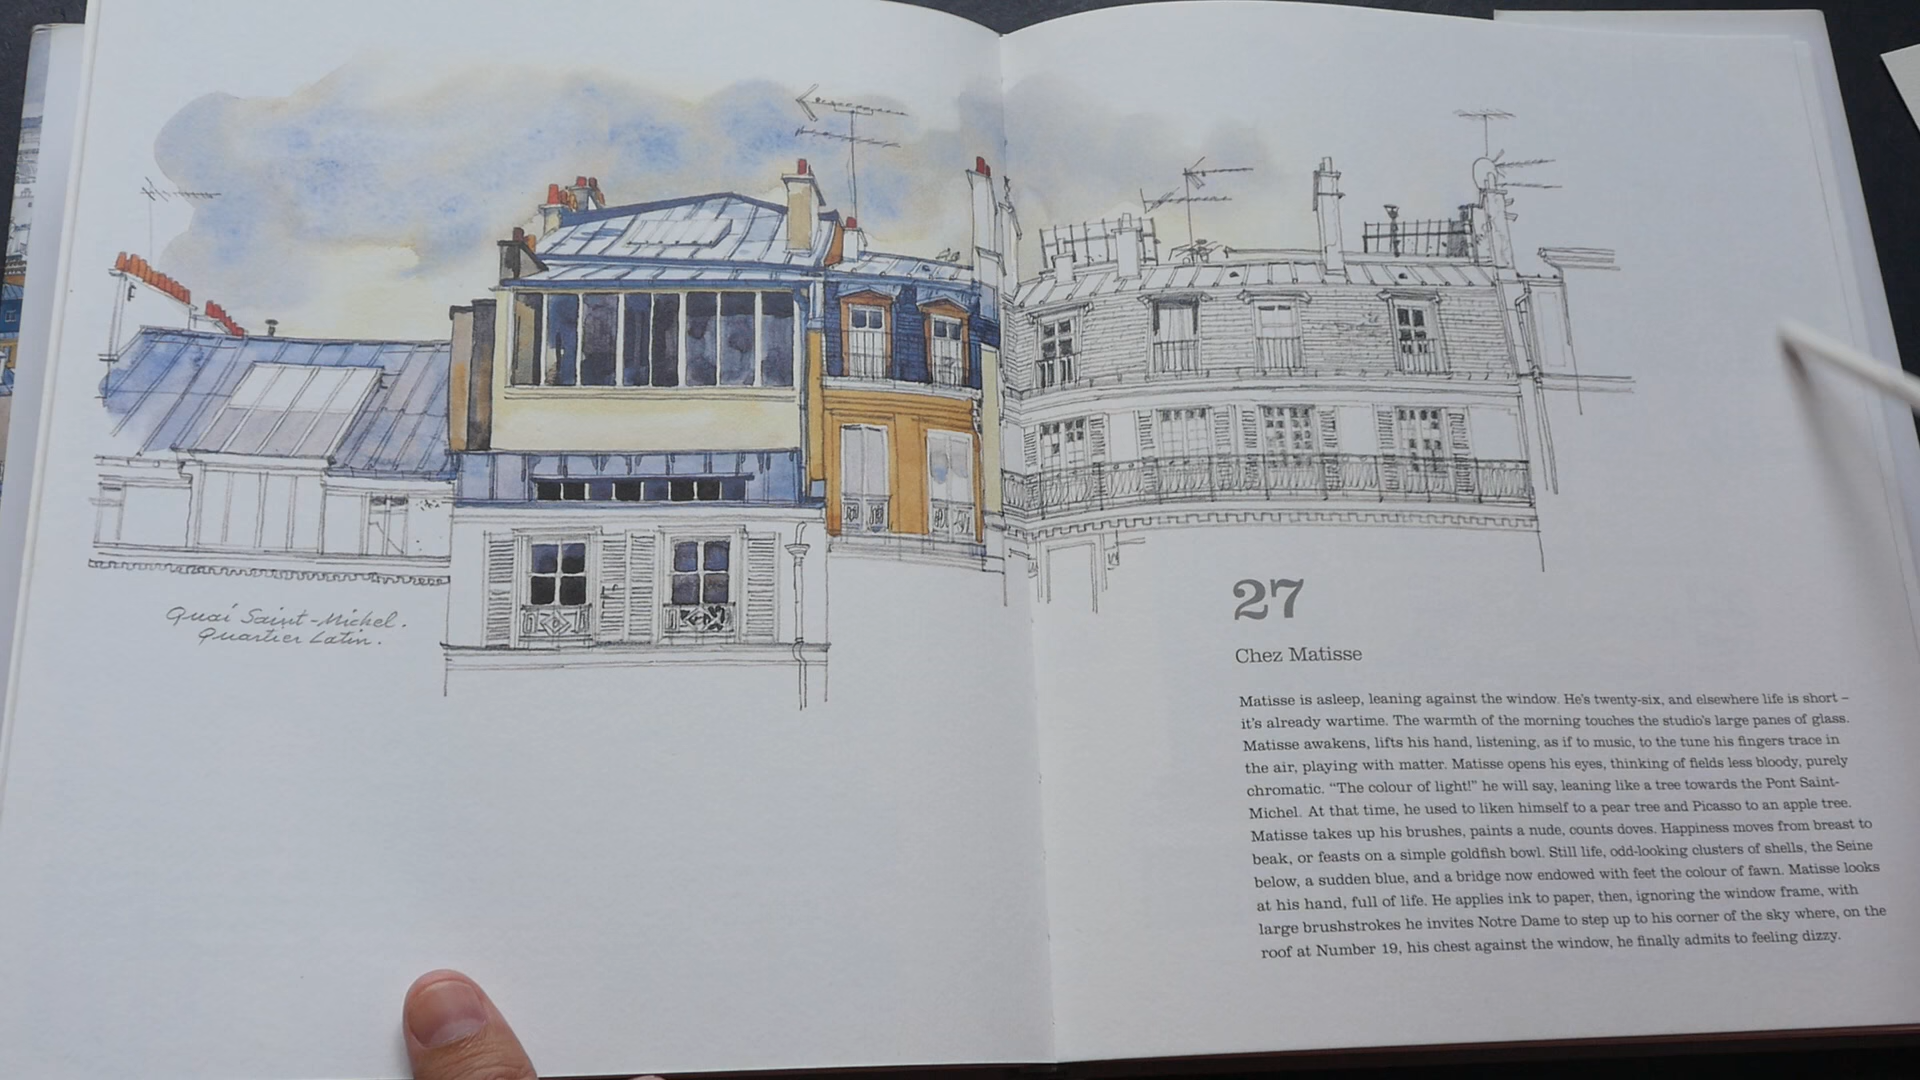 Quai Saint-Michel.
Quartier Latin.
27
Chez Matisse
Matisse is asleep, leaning against the window. He's twenty-six, and elsewhere life is short –
it's already wartime. The warmth of the morning touches the studio's large panes of glass.
Matisse awakens, lifts his hand, listening, as if to music, to the tune his fingers trace in
the air, playing with matter. Matisse opens his eyes, thinking of fields less bloody, purely
chromatic. “The colour of light!” he will say, leaning like a tree towards the Pont Saint-
Michel. At that time, he used to liken himself to a pear tree and Picasso to an apple tree.
Matisse takes up his brushes, paints a nude, counts doves. Happiness moves from breast to
beak, or feasts on a simple goldfish bowl. Still life, odd-looking clusters of shells, the Seine
below, a sudden blue, and a bridge now endowed with feet the colour of fawn. Matisse looks
at his hand, full of life. He applies ink to paper, then, ignoring the window frame, with
large brushstrokes he invites Notre Dame to step up to his corner of the sky where, on the
roof at Number 19, his chest against the window, he finally admits to feeling dizzy.